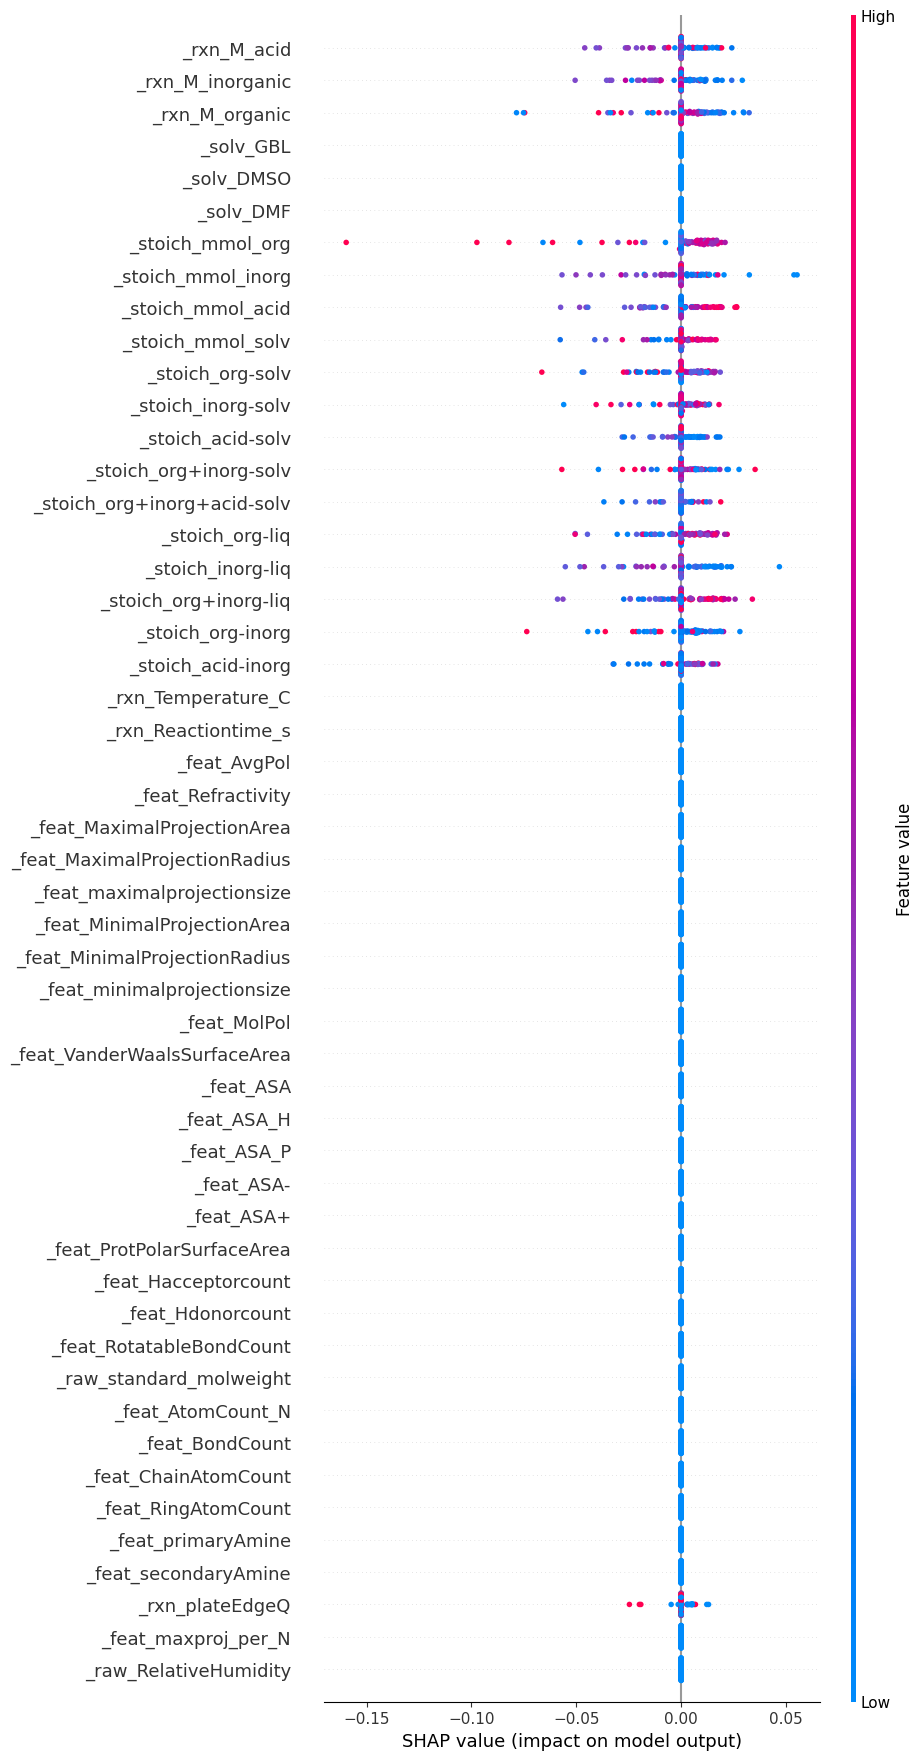 High
_rxn_M_acid
_rxn_M_inorganic
_rxn_M_organic
_solv_GBL
_solv_DMSO
_solv_DMF
_stoich_mmol_org
_stoich_mmol_inorg
_stoich_mmol_acid
_stoich_mmol_solv
_stoich_org-solv
_stoich_inorg-solv
_stoich_acid-solv
_stoich_org+inorg-solv
_stoich_org+inorg+acid-solv
_stoich_org-liq
_stoich_inorg-liq
_stoich_org+inorg-liq
_stoich_org-inorg
_stoich_acid-inorg
_rxn_Temperature_C
_rxn_Reactiontime_s
_feat_AvgPol
_feat_Refractivity
_feat_MaximalProjectionArea
_feat_MaximalProjectionRadius
_feat_maximalprojectionsize
_feat_MinimalProjectionArea
_feat_MinimalProjectionRadius
_feat_minimalprojectionsize
_feat_MolPol
_feat_VanderWaalsSurfaceArea
_feat_ASA
_feat_ASA_H
_feat_ASA_P
_feat_ASA-
_feat_ASA+
_feat_ProtPolarSurfaceArea
_feat_Hacceptorcount
_feat_Hdonorcount
_feat_RotatableBondCount
_raw_standard_molweight
_feat_AtomCount_N
_feat_BondCount
_feat_ChainAtomCount
_feat_RingAtomCount
_feat_primaryAmine
_feat_secondaryAmine
_rxn_plateEdgeQ
_feat_maxproj_per_N
_raw_RelativeHumidity
Feature value
Low
−0.15 −0.10 −0.05 0.00 0.05
SHAP value (impact on model output)